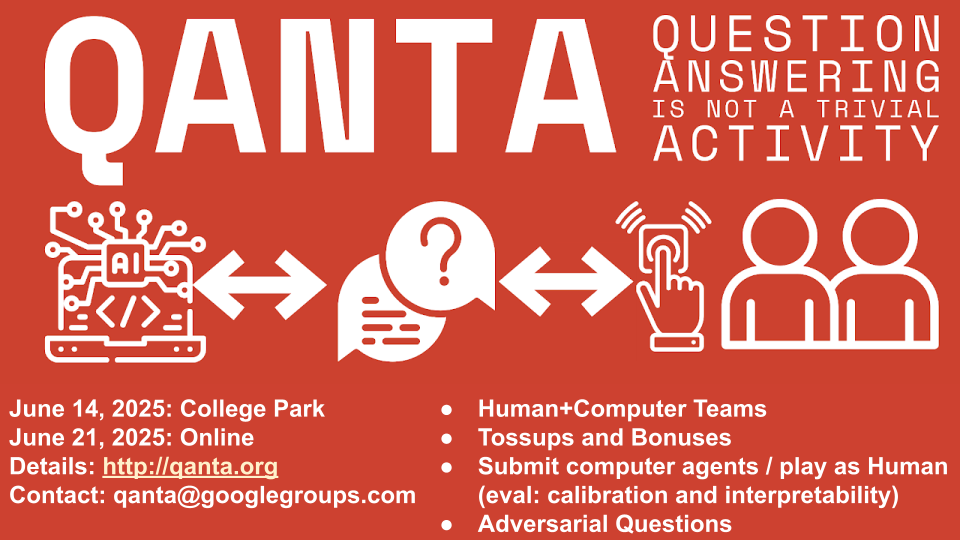 QANTA
QUESTION
ANSWERING
IS NOT A TRIVIAL
ACTIVITY
AI
</>
?
June 14, 2025: College Park
June 21, 2025: Online
Details: http://qanta.org
Contact: qanta@googlegroups.com
● Human+Computer Teams
● Tossups and Bonuses
● Submit computer agents / play as Human
(eval: calibration and interpretability)
● Adversarial Questions